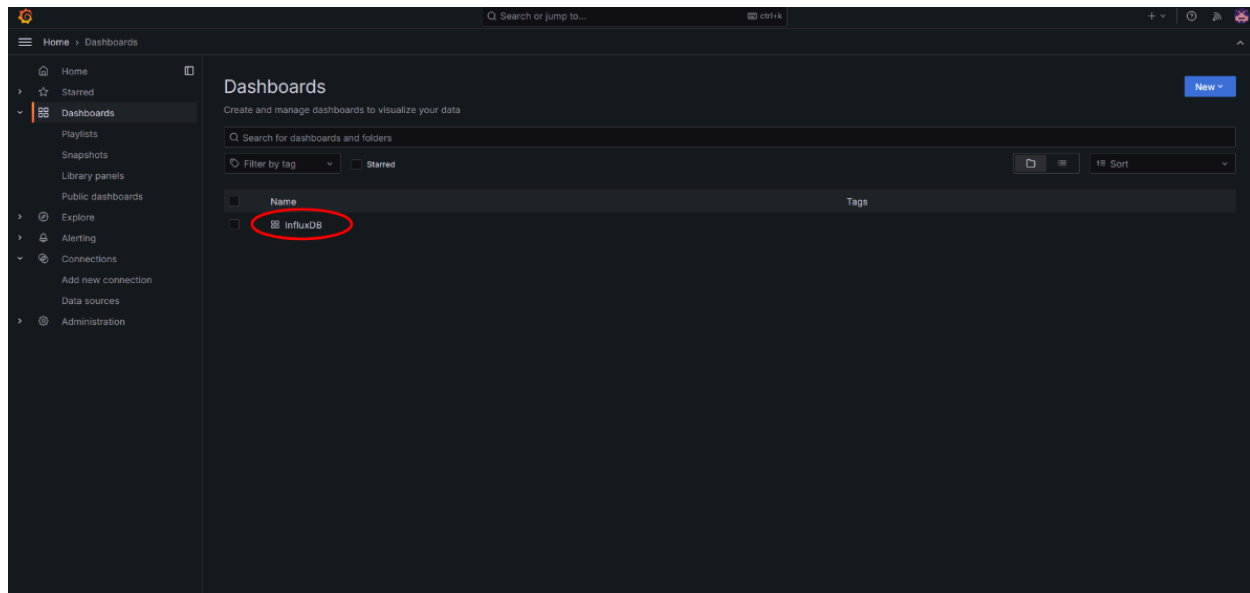 Search or jump to...
ctrl+k
Home › Dashboards
Home
Starred
Dashboards
Playlists
Snapshots
Library panels
Public dashboards
Explore
Alerting
Connections
Add new connection
Data sources
Administration
Dashboards
New
Create and manage dashboards to visualize your data
Search for dashboards and folders
Filter by tag
Starred
Sort
Name
Tags
InfluxDB